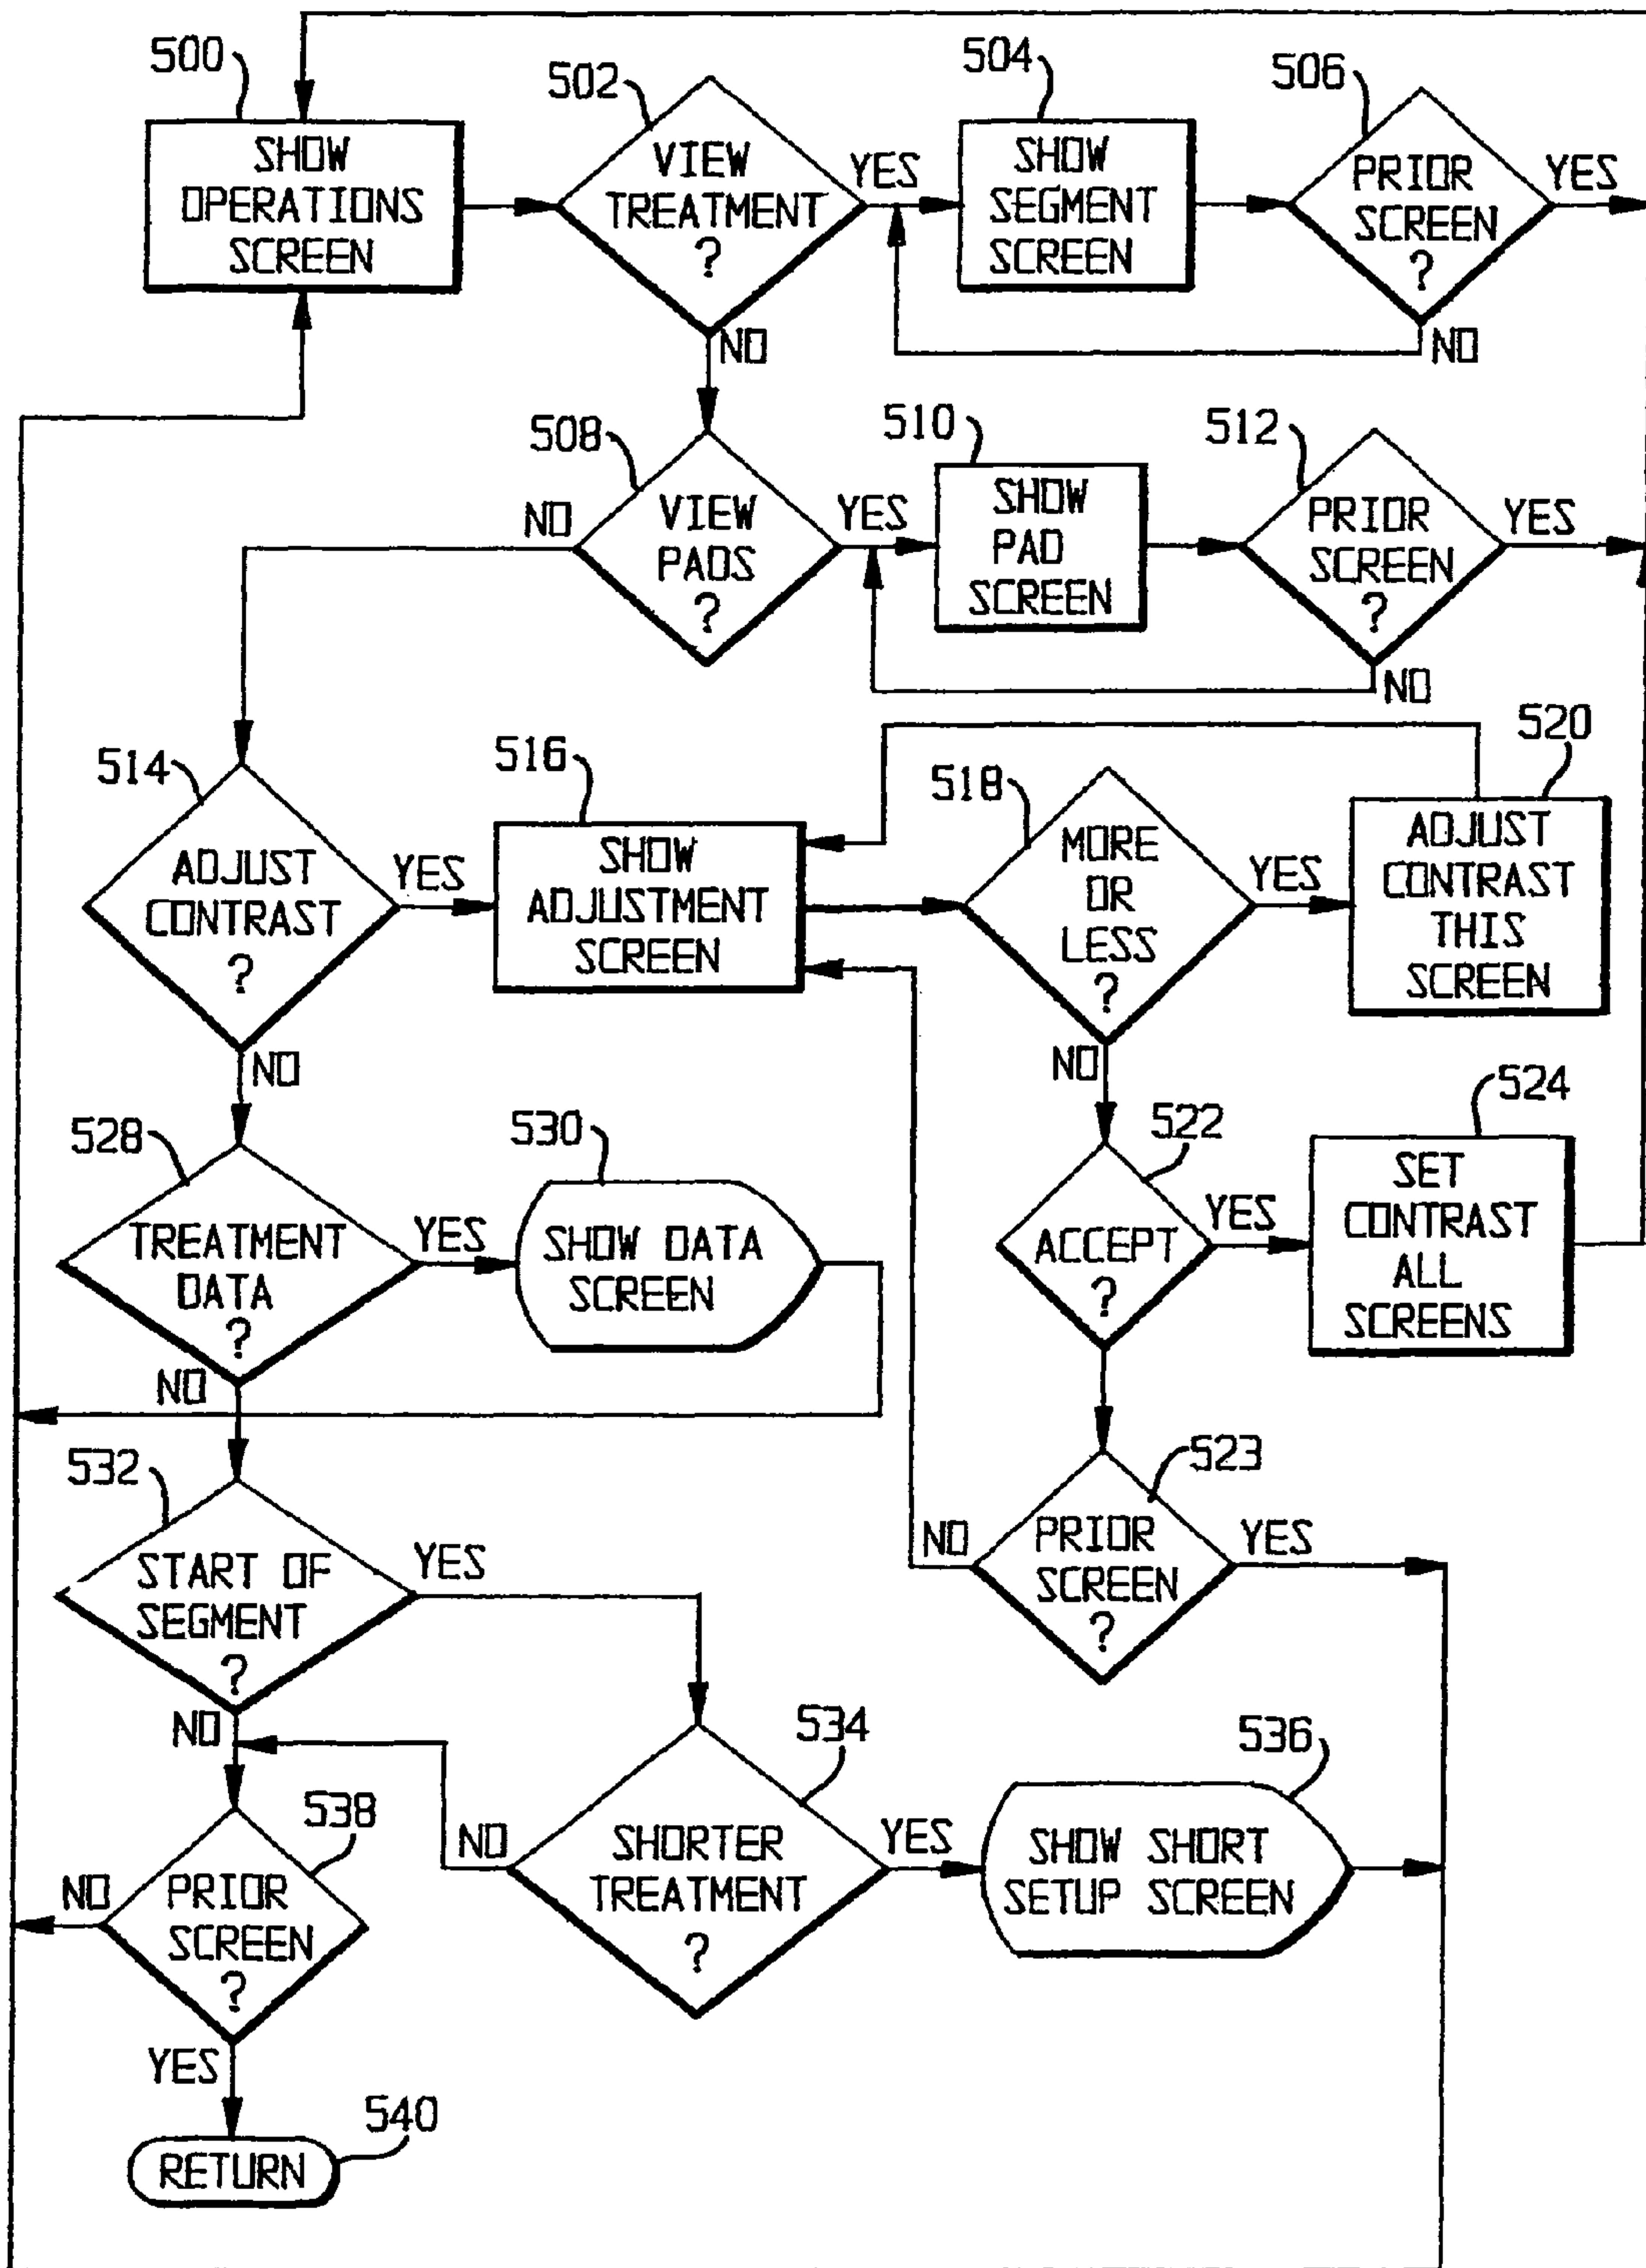 500
502
504
506
SHOW
OPERATIONS
SCREEN
VIEW
TREATMENT
?
YES
SHOW
SEGMENT
SCREEN
PRIOR
SCREEN
?
YES
NO
NO
508
510
512
NO
VIEW
PADS
?
YES
SHOW
PAD
SCREEN
PRIOR
SCREEN
?
YES
NO
514
516
518
520
ADJUST
CONTRAST
?
YES
SHOW
ADJUSTMENT
SCREEN
MORE
OR
LESS
?
YES
ADJUST
CONTRAST
THIS
SCREEN
NO
NO
528
530
522
524
TREATMENT
DATA
?
YES
SHOW DATA
SCREEN
ACCEPT
?
YES
SET
CONTRAST
ALL
SCREENS
NO
532
523
START OF
SEGMENT
?
YES
NO
PRIOR
SCREEN
?
YES
NO
534
536
538
NO
PRIOR
SCREEN
?
NO
SHORTER
TREATMENT
?
YES
SHOW SHORT
SETUP SCREEN
YES
540
RETURN